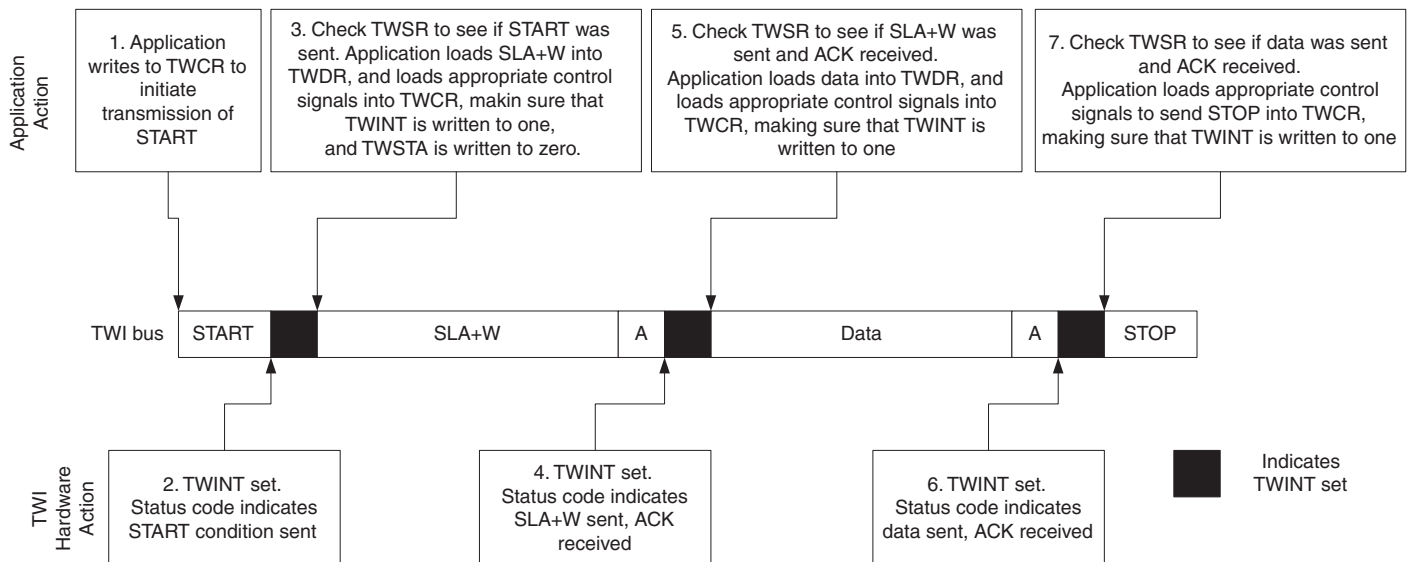 Application
Action
1. Application
writes to TWCR to
initiate
transmission of
START
3. Check TWSR to see if START was
sent. Application loads SLA+W into
TWDR, and loads appropriate control
signals into TWCR, makin sure that
TWINT is written to one,
and TWSTA is written to zero.
5. Check TWSR to see if SLA+W was
sent and ACK received.
Application loads data into TWDR, and
loads appropriate control signals into
TWCR, making sure that TWINT is
written to one
7. Check TWSR to see if data was sent
and ACK received.
Application loads appropriate control
signals to send STOP into TWCR,
making sure that TWINT is written to one
TWI bus
START
SLA+W
A
Data
A
STOP
TWI
Hardware
Action
2. TWINT set.
Status code indicates
START condition sent
4. TWINT set.
Status code indicates
SLA+W sent, ACK
received
6. TWINT set.
Status code indicates
data sent, ACK received
Indicates
TWINT set